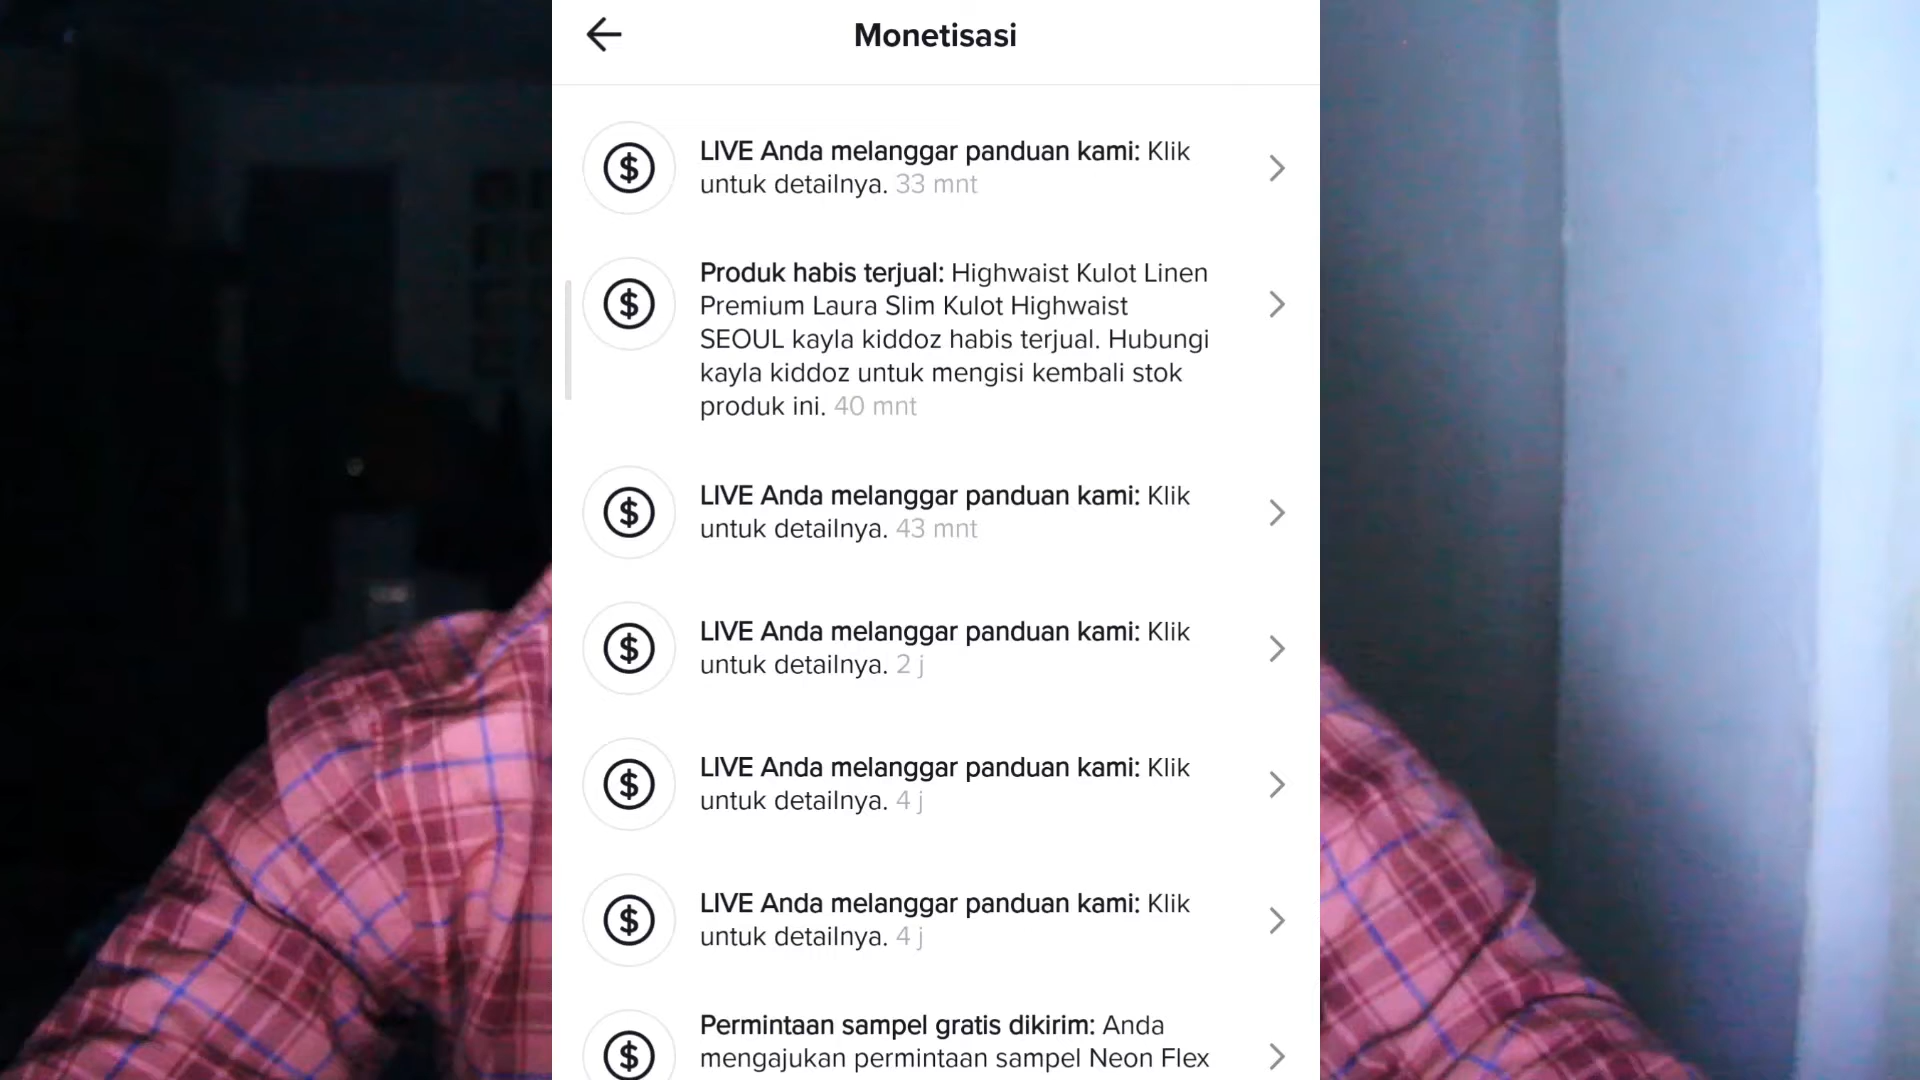 Monetisasi
LIVE Anda melanggar panduan kami: Klik
untuk detailnya. 33 mnt
Produk habis terjual: Highwaist Kulot Linen
Premium Laura Slim Kulot Highwaist
SEOUL kayla kiddoz habis terjual. Hubungi
kayla kiddoz untuk mengisi kembali stok
produk ini. 40 mnt
LIVE Anda melanggar panduan kami: Klik
untuk detailnya. 43 mnt
LIVE Anda melanggar panduan kami: Klik
untuk detailnya. 2 j
LIVE Anda melanggar panduan kami: Klik
untuk detailnya. 4 j
LIVE Anda melanggar panduan kami: Klik
untuk detailnya. 4 j
Permintaan sampel gratis dikirim: Anda
mengajukan permintaan sampel Neon Flex